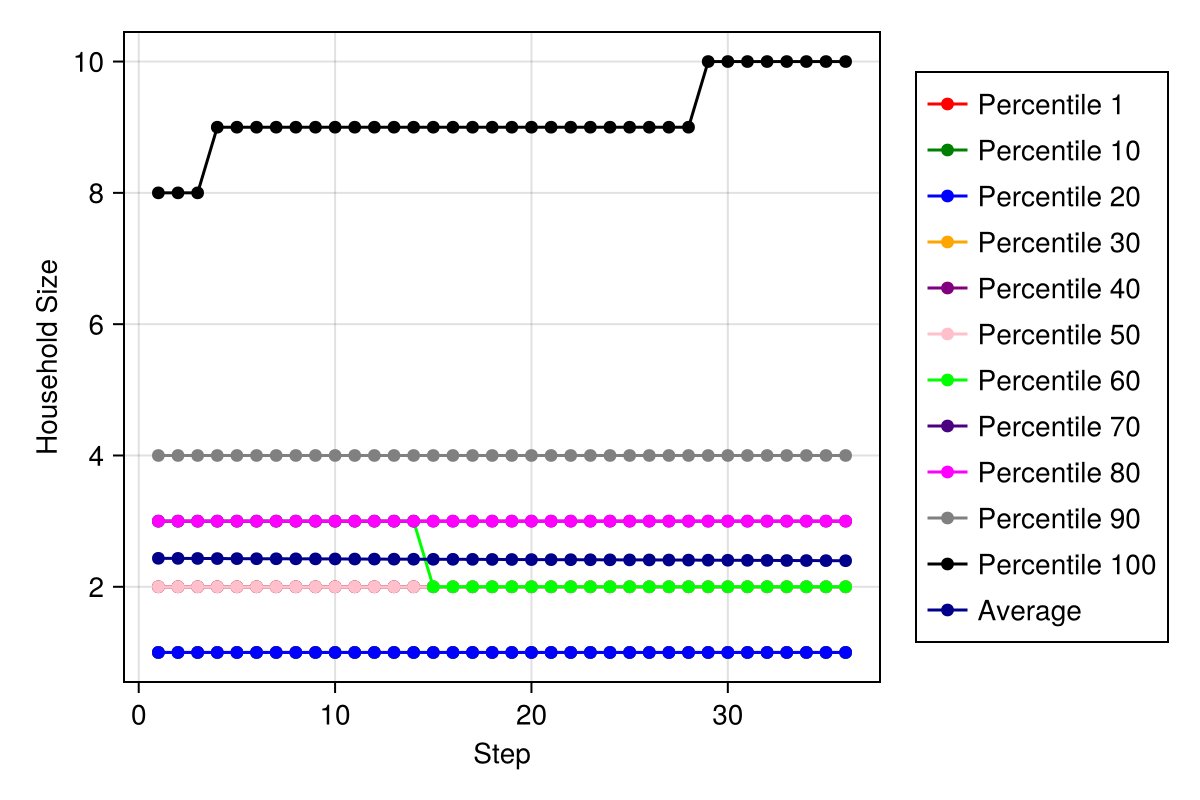 10
8
6
4
2
Household Size
0 10 20 30
Step
Percentile 1
Percentile 10
Percentile 20
Percentile 30
Percentile 40
Percentile 50
Percentile 60
Percentile 70
Percentile 80
Percentile 90
Percentile 100
Average